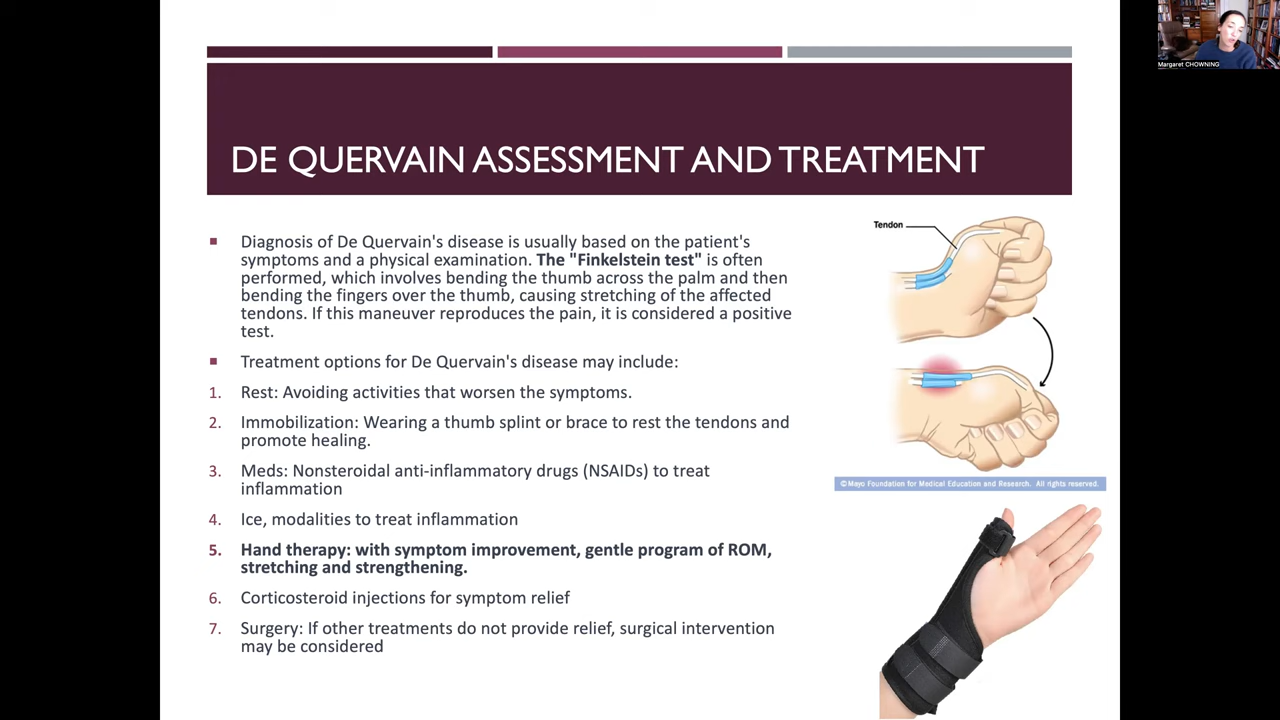 DE QUERVAIN ASSESSMENT AND TREATMENT
Diagnosis of De Quervain's disease is usually based on the patient's
symptoms and a physical examination. The "Finkelstein test" is often
performed, which involves bending the thumb across the palm and then
bending the fingers over the thumb, causing stretching of the affected
tendons. If this maneuver reproduces the pain, it is considered a positive
test.
Treatment options for De Quervain's disease may include:
1. Rest: Avoiding activities that worsen the symptoms.
2. Immobilization: Wearing a thumb splint or brace to rest the tendons and
promote healing.
3. Meds: Nonsteroidal anti-inflammatory drugs (NSAIDs) to treat
inflammation
4. Ice, modalities to treat inflammation
5. Hand therapy: with symptom improvement, gentle program of ROM,
stretching and strengthening.
6. Corticosteroid injections for symptom relief
7. Surgery: If other treatments do not provide relief, surgical intervention
may be considered
Tendon
©Mayo Foundation for Medical Education and Research. All rights reserved.
Margaret CHOWNING